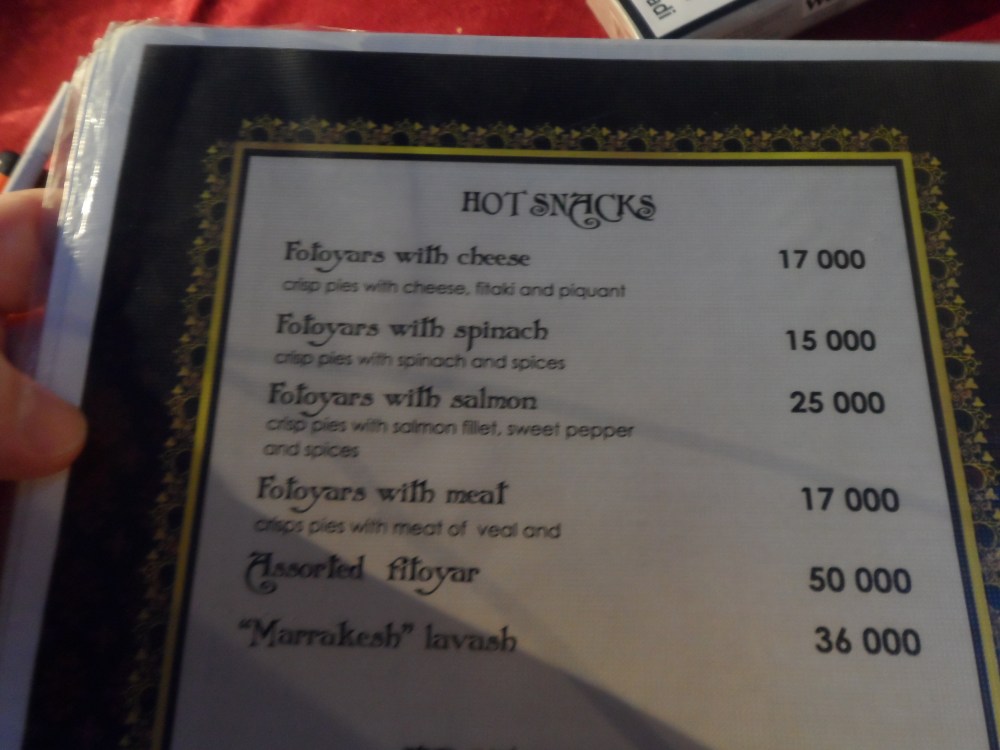 adi
HOT SNACKS
Fotoyars with cheese 17 000
crisp pies with cheese, fitaki and piquant
Fotoyars with spinach 15 000
crisp pies with spinach and spices
Fotoyars with salmon 25 000
crisp pies with salmon fillet, sweet pepper
and spices
Fotoyars with meat 17 000
crisps pies with meat of veal and
Assorted fitoyar 50 000
"Marrakesh" lavash 36 000